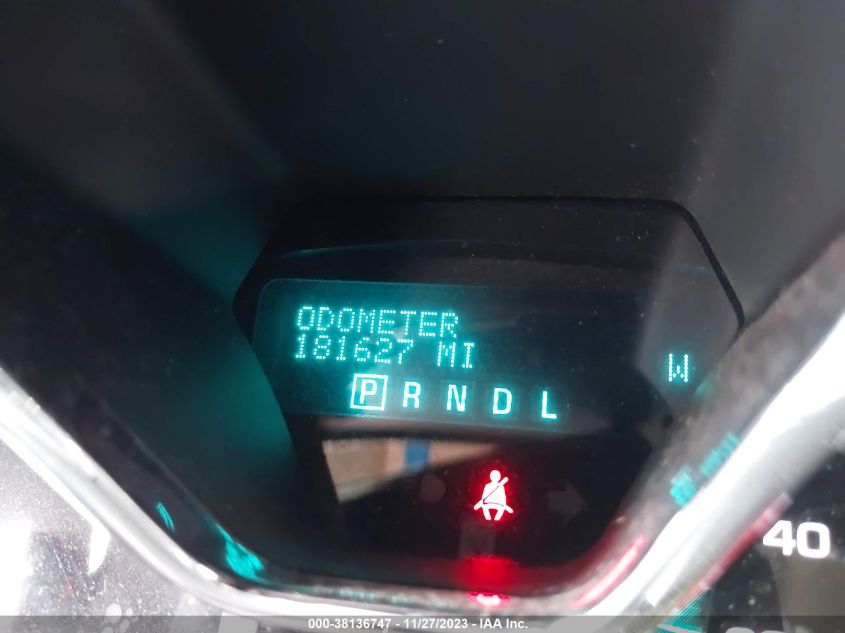 ODOMETER
181627 MI
W
P R N D L
40
000-38136747 - 11/27/2023 - IAA Inc.